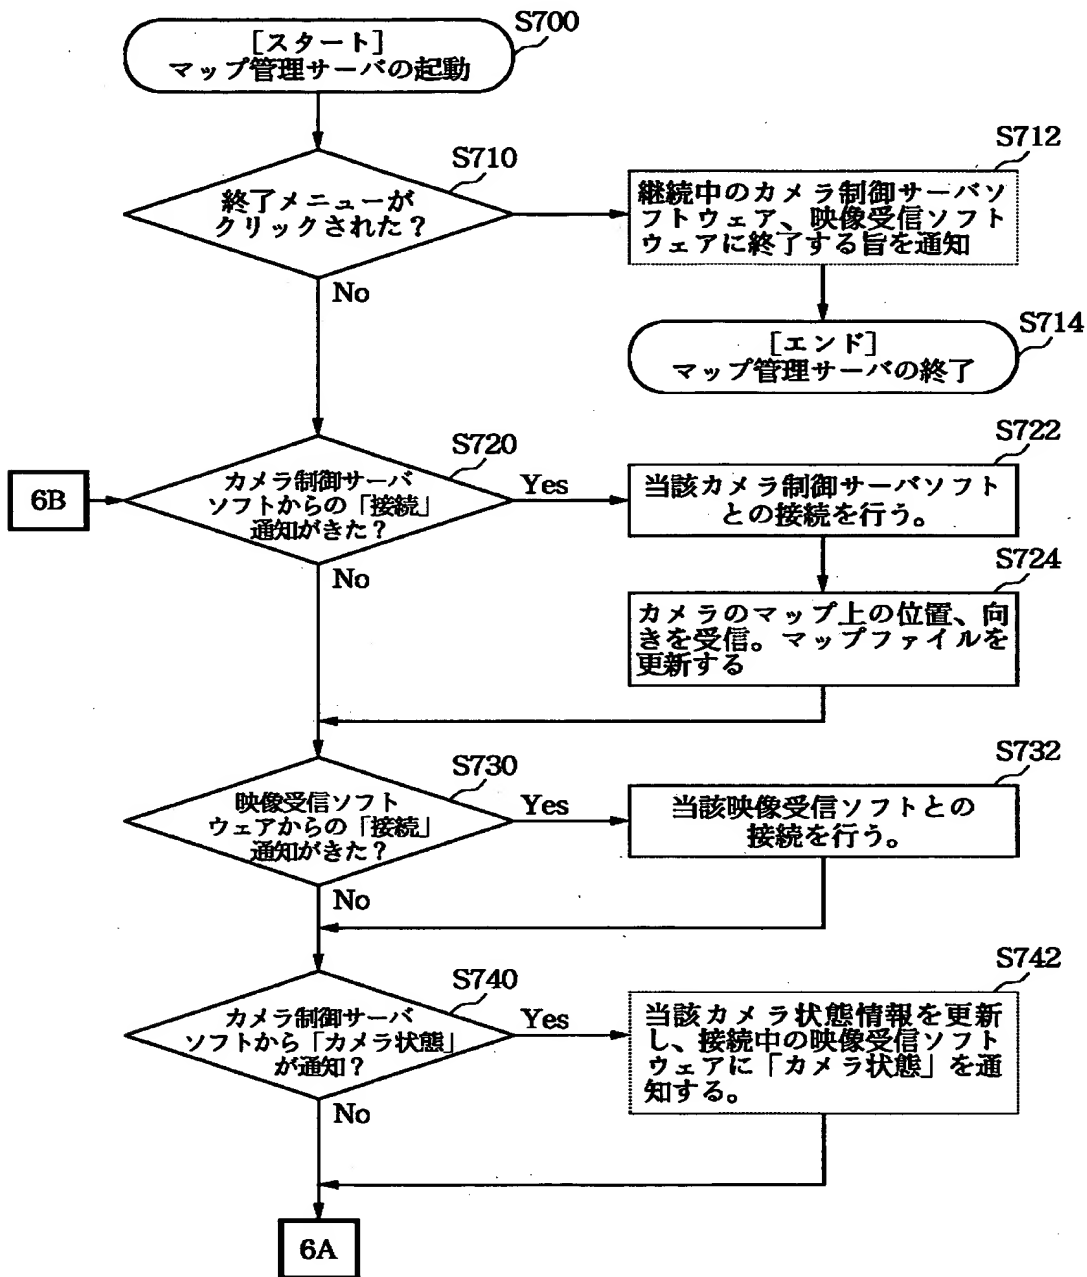 S700
[スタート]
マップ管理サーバの起動
S710
終了メニューが
クリックされた?
No
S712
継続中のカメラ制御サーバソ
フトウェア、映像受信ソフト
ウェアに終了する旨を通知
S714
[エンド]
マップ管理サーバの終了
6B
S720
カメラ制御サーバ
ソフトからの「接続」
通知がきた?
Yes
No
S722
当該カメラ制御サーバソフト
との接続を行う。
S724
カメラのマップ上の位置、向
きを受信。マップファイルを
更新する
S730
映像受信ソフト
ウェアからの「接続」
通知がきた?
Yes
No
S732
当該映像受信ソフトとの
接続を行う。
S740
カメラ制御サーバ
ソフトから「カメラ状態」
が通知?
Yes
No
S742
当該カメラ状態情報を更新
し、接続中の映像受信ソフト
ウェアに「カメラ状態」を通
知する。
6A